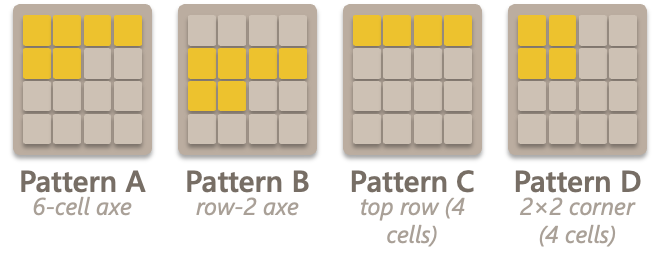 Pattern A
6-cell axe
Pattern B
row-2 axe
Pattern C
top row (4
cells)
Pattern D
2×2 corner
(4 cells)